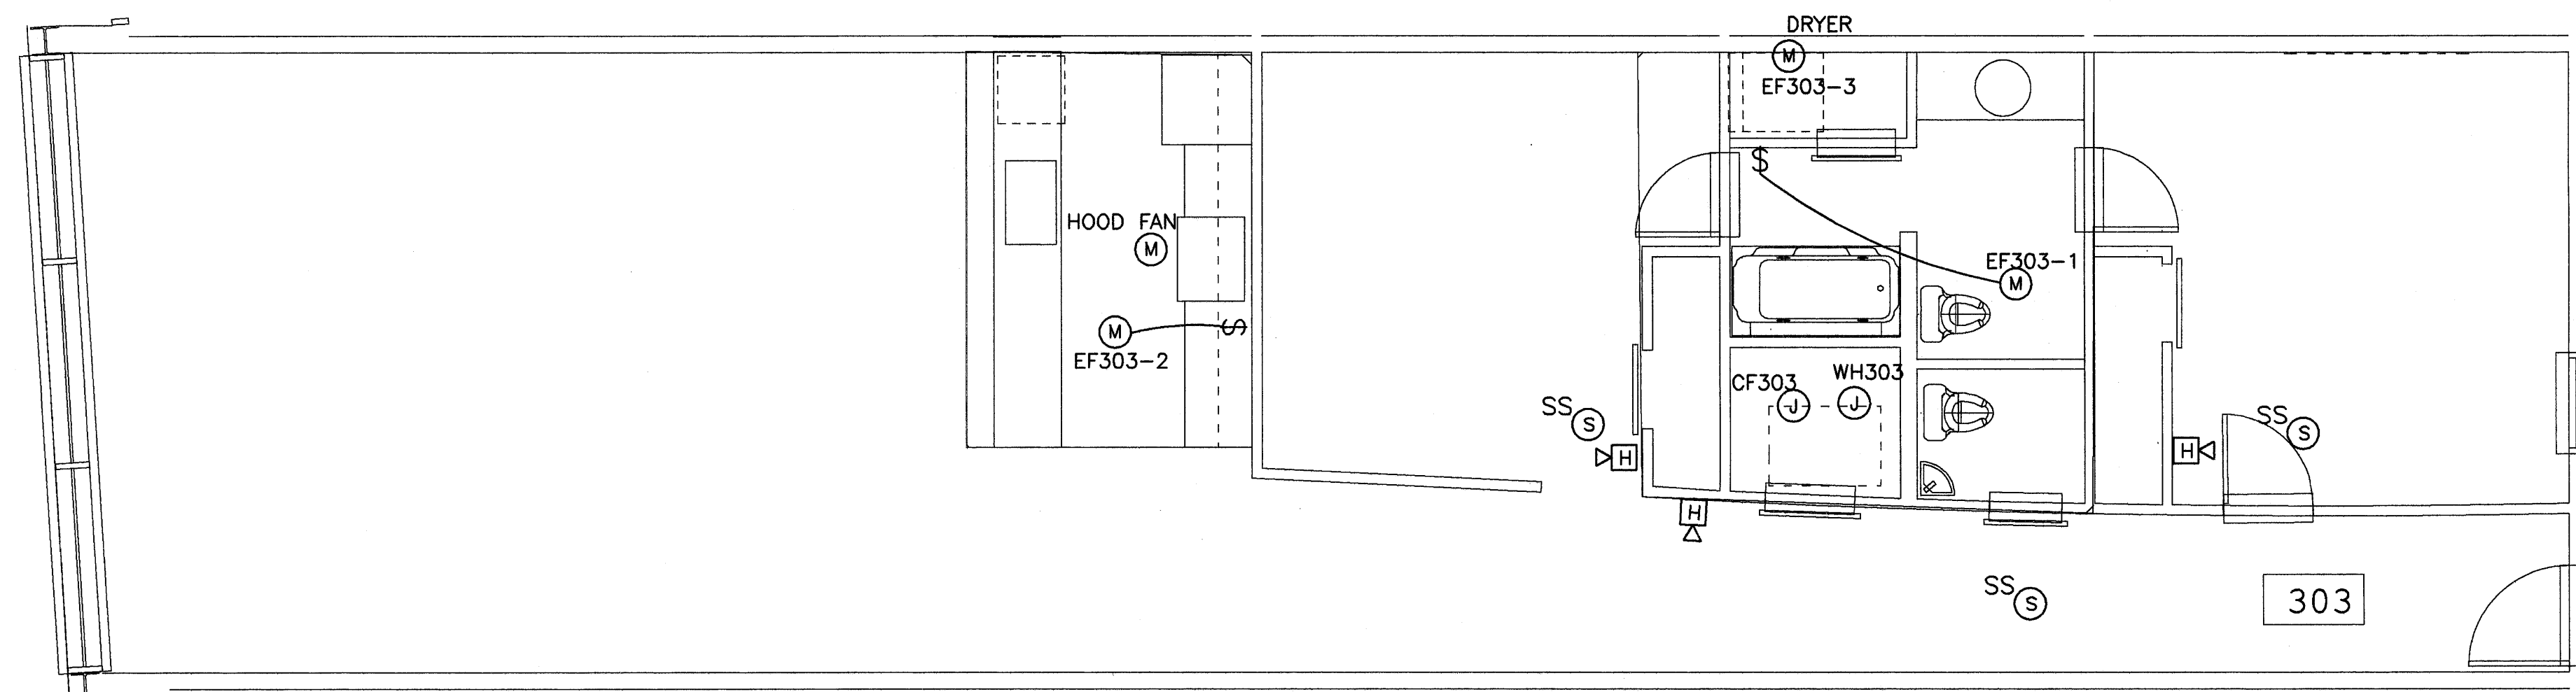 DRYER
M
EF303-3
$
HOOD FAN
M
EF303-1
M
M
$
EF303-2
CF303
WH303
J
J
SS
S
SS
S
H
H
H
SS
S
303